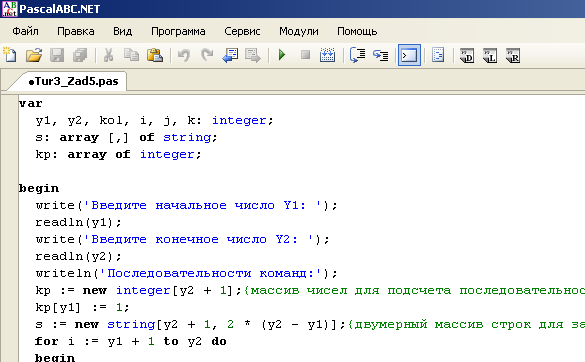 PascalABC.NET
Файл Правка Вид Программа Сервис Модули Помощь
•Tur3_Zad5.pas
var
y1, y2, kol, i, j, k: integer;
s: array [,] of string;
kp: array of integer;
begin
write('Введите начальное число Y1: ');
readln(y1);
write('Введите конечное число Y2: ');
readln(y2);
writeln('Последовательности команд:');
kp := new integer[y2 + 1];{массив чисел для подсчета
kp[y1] := 1;
s := new string[y2 + 1, 2 * (y2 - y1)];{двумерный массив строк для
for i := y1 + 1 to y2 do
begin